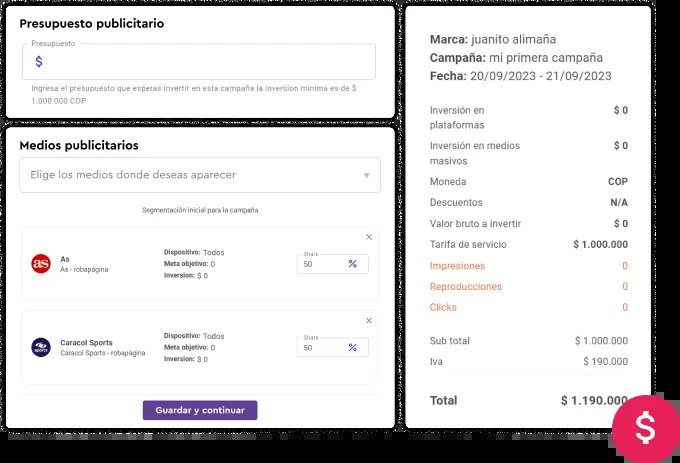 Presupuesto publicitario
Presupuesto
$
Ingresa el presupuesto que esperas invertir en esta campaña la inversion minima es de $
1.000.000 COP
Medios publicitarios
Elige los medios donde deseas aparecer
Segmentación inicial para la campaña
as
As
As - robapágina
Dispositivo: Todos
Meta objetivo: 0
Inversion: $ 0
Share
50 %
Caracol Sports
Caracol Sports - robapágina
Dispositivo: Todos
Meta objetivo: 0
Inversion: $ 0
Share
50 %
Guardar y continuar
Marca: juanito alimaña
Campaña: mi primera campaña
Fecha: 20/09/2023 - 21/09/2023
Inversión en
plataformas
$ 0
Inversión en medios
masivos
$ 0
Moneda COP
Descuentos N/A
Valor bruto a invertir $ 0
Tarifa de servicio $ 1.000.000
Impresiones 0
Reproducciones 0
Clicks 0
Sub total $ 1.000.000
Iva $ 190.000
Total $ 1.190.000
$